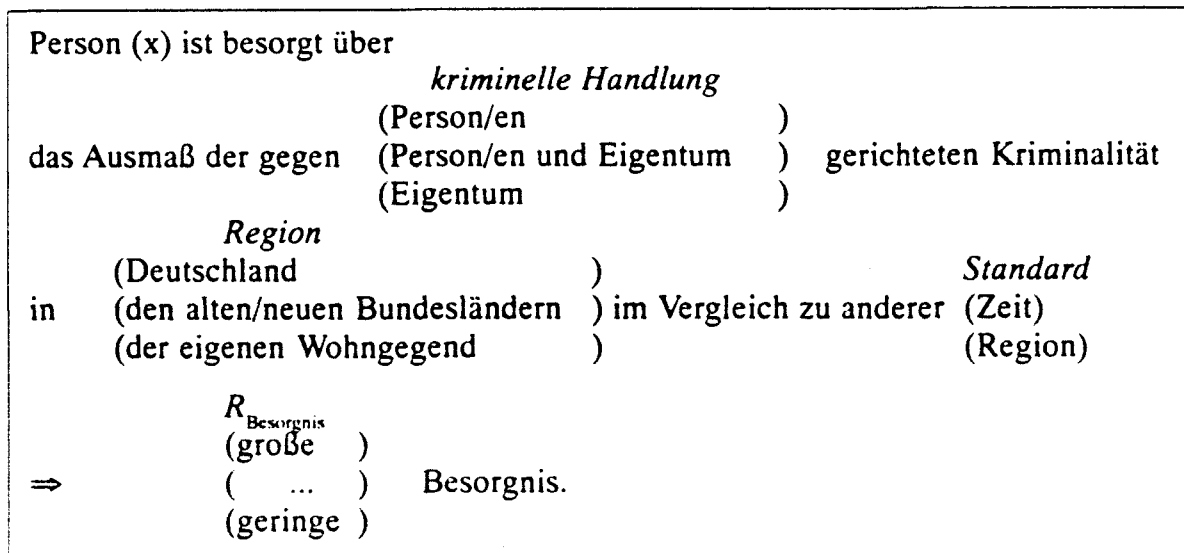 Person (x) ist besorgt über
kriminelle Handlung
(Person/en )
das Ausmaß der gegen (Person/en und Eigentum ) gerichteten Kriminalität
(Eigentum )
Region
(Deutschland ) Standard
in (den alten/neuen Bundesländern ) im Vergleich zu anderer (Zeit)
(der eigenen Wohngegend ) (Region)
R Besorgnis
(große )
⇒ ( ... ) Besorgnis.
(geringe )